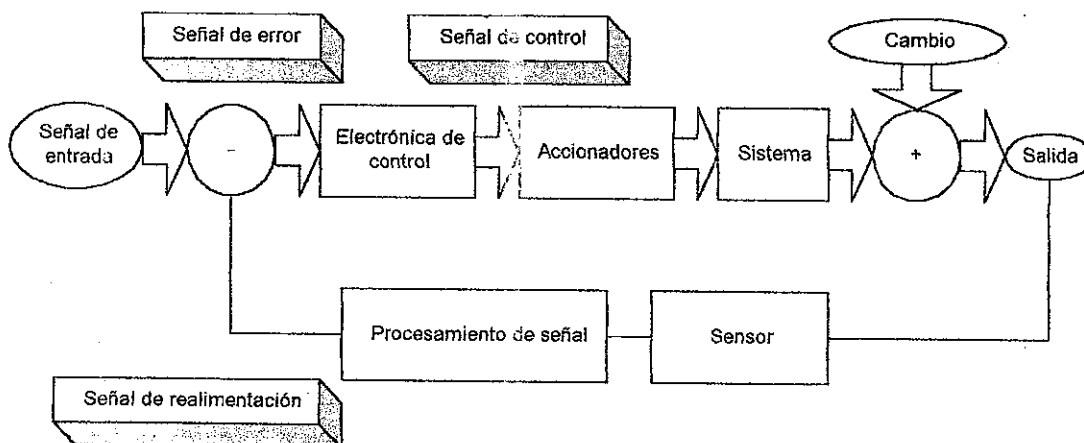 Señal de error
Señal de control
Cambio
Señal de
entrada
-
Electrónica de
control
Accionadores
Sistema
+
Salida
Procesamiento de señal
Sensor
Señal de realimentación